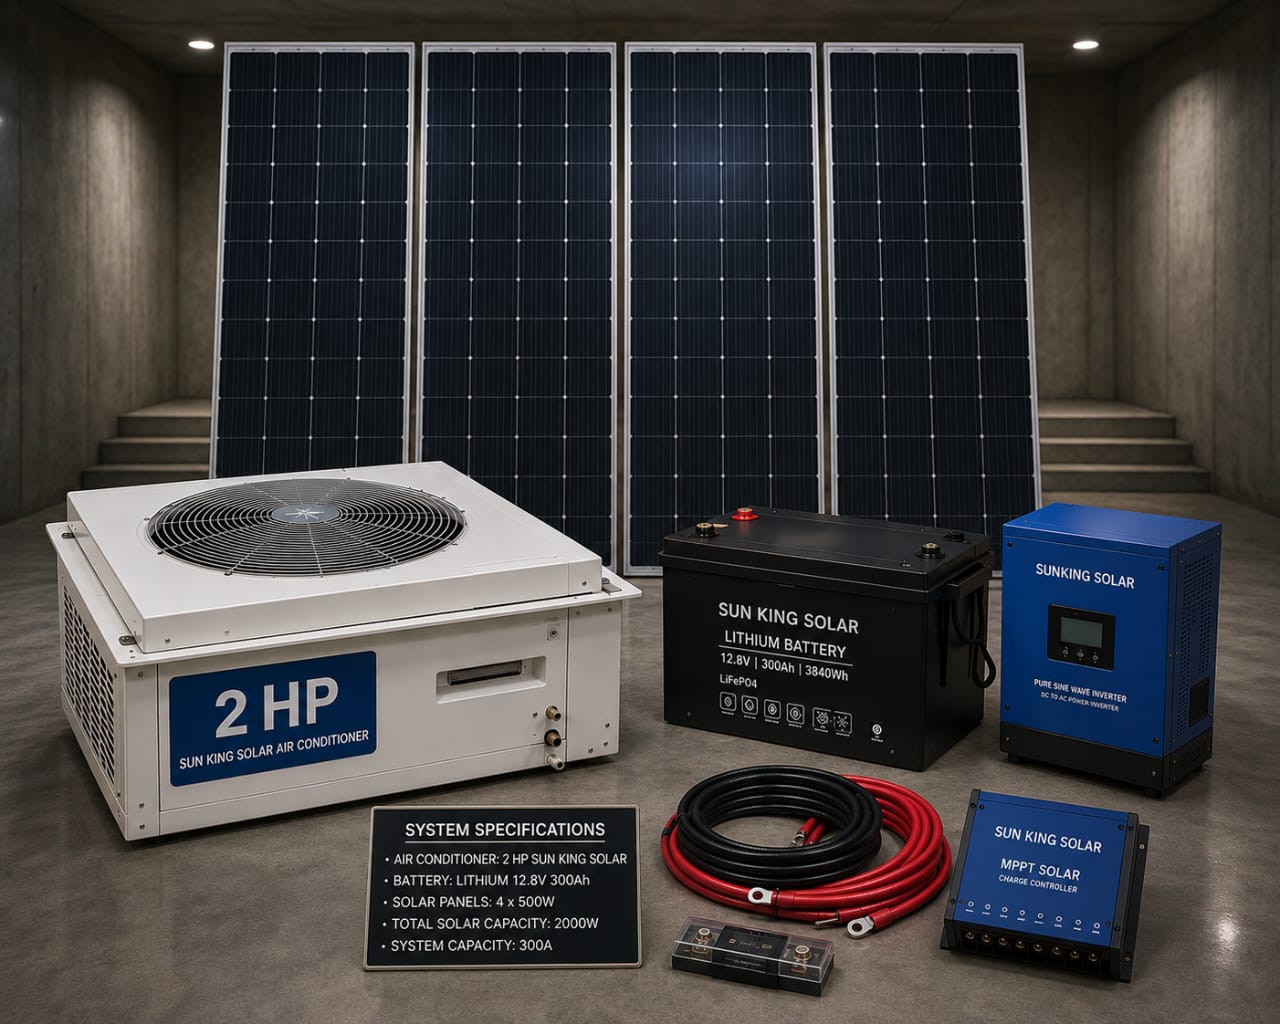 2 HP
SUN KING SOLAR AIR CONDITIONER
SUN KING SOLAR
LITHIUM BATTERY
12.8V | 300Ah | 3840Wh
LiFePO4
SUNKING SOLAR
PURE SINE WAVE INVERTER
DC TO AC POWER INVERTER
SYSTEM SPECIFICATIONS
• AIR CONDITIONER: 2 HP SUN KING SOLAR
• BATTERY: LITHIUM 12.8V 300Ah
• SOLAR PANELS: 4 x 500W
• TOTAL SOLAR CAPACITY: 2000W
• SYSTEM CAPACITY: 300A
SUN KING SOLAR
MPPT SOLAR
CHARGE CONTROLLER